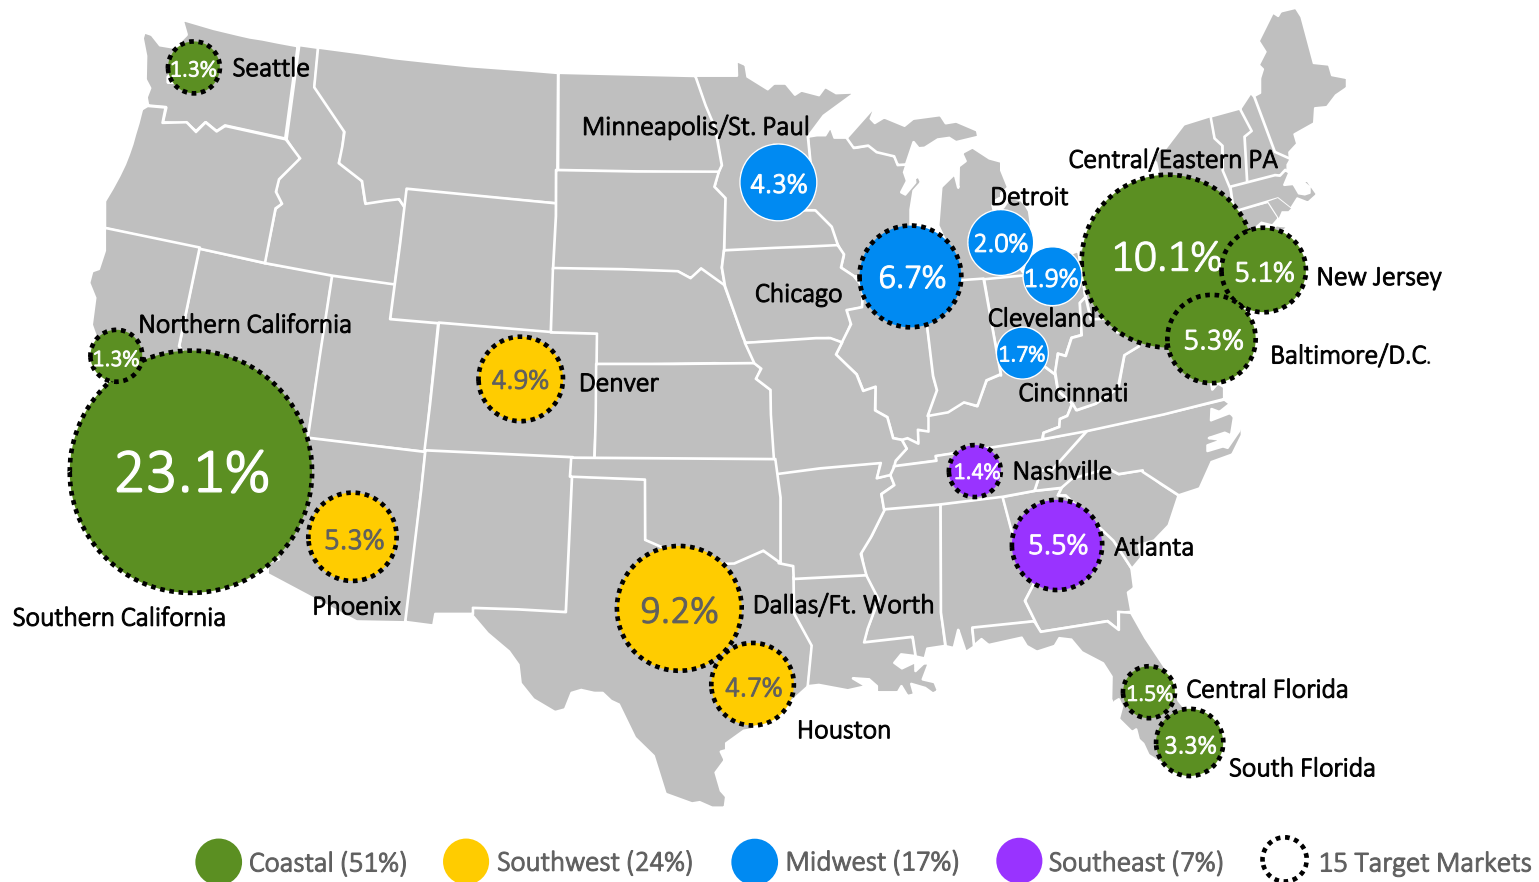 1.3%
Seattle
Minneapolis/St. Paul
4.3%
Central/Eastern PA
10.1%
Detroit
2.0%
5.1%
New Jersey
6.7%
Chicago
1.9%
Cleveland
5.3%
Baltimore/D.C.
1.7%
Cincinnati
Northern California
1.3%
4.9%
Denver
23.1%
Southern California
5.3%
Phoenix
1.4%
Nashville
5.5%
Atlanta
9.2%
Dallas/Ft. Worth
4.7%
Houston
1.5%
Central Florida
3.3%
South Florida
Coastal (51%)
Southwest (24%)
Midwest (17%)
Southeast (7%)
15 Target Markets